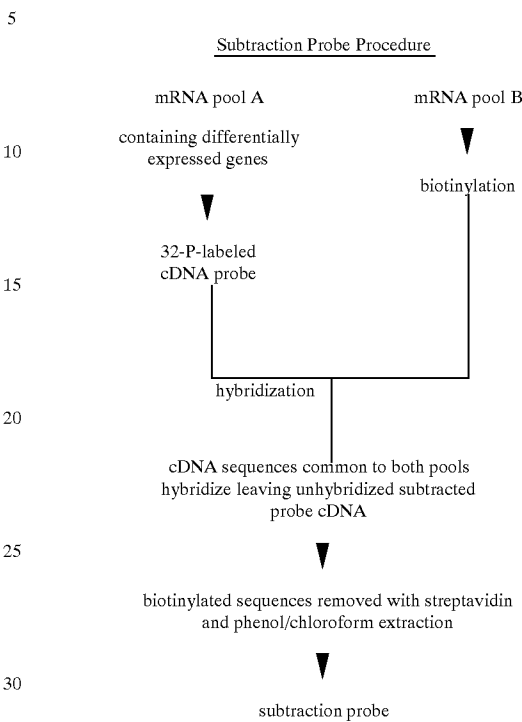 5
Subtraction Probe Procedure
mRNA pool A
mRNA pool B
containing differentially
expressed genes
10
biotinylation
32-P-labeled
cDNA probe
15
hybridization
20
cDNA sequences common to both pools
hybridize leaving unhybridized subtracted
probe cDNA
25
biotinylated sequences removed with streptavidin
and phenol/chloroform extraction
30
subtraction probe